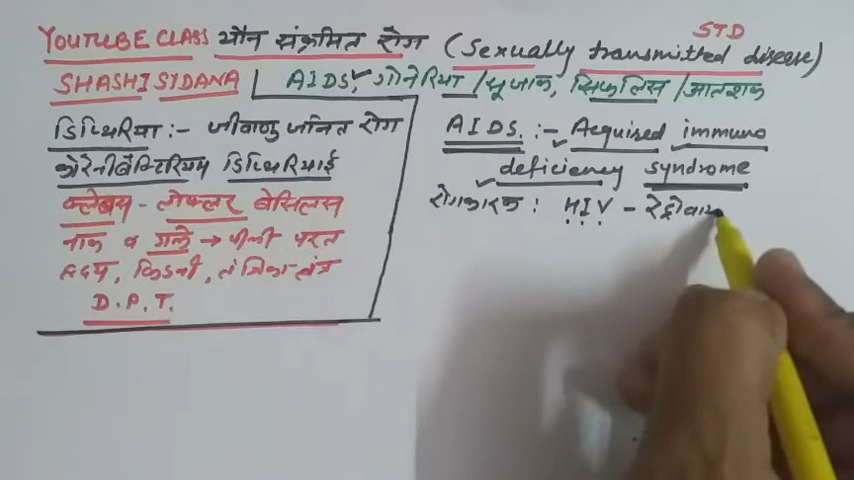 STD
YOUTUBE CLASS यौन संक्रमित रोग (Sexually transmitted disease)
SHASHI SIDANA AIDS, गोनेरिया / सूजाक, सिफलिस / आतशक
डिप्थिरिया :- जीवाणु जनित रोग
कोरेनीबैक्टिरियम डिप्थिरियाई
क्लेबस - लोफ्लर बेसिलस
नाक व गले → पीली परत
हृदय, किडनी, तंत्रिका-तंत्र
D.P.T.
AIDS :- Acquired immuno
deficiency syndrome
रोगकारक : HIV - रेट्रोवाय